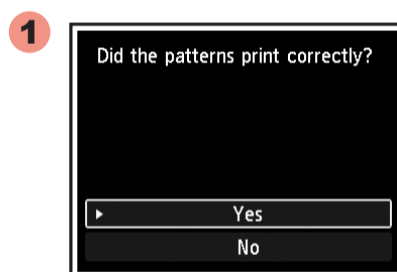 1
Did the patterns print correctly?
Yes
No